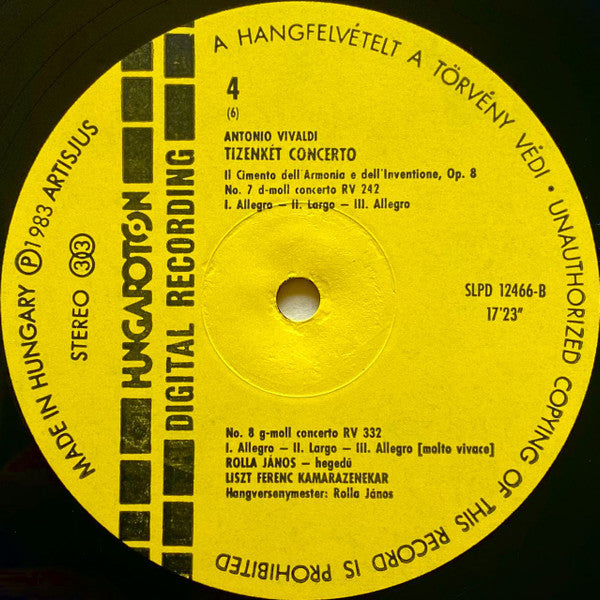 A HANGFELVÉTELT A TÖRVÉNY VÉDI • UNAUTHORIZED COPYING OF THIS RECORD IS PROHIBITED
MADE IN HUNGARY Ⓟ 1983 ARTISJUS
STEREO 33
HUNGAROTON
DIGITAL RECORDING
4
(6)
ANTONIO VIVALDI
TIZENKÉT CONCERTO
Il Cimento dell'Armonia e dell'Inventione, Op. 8
No. 7 d-moll concerto RV 242
I. Allegro – II. Largo – III. Allegro
SLPD 12466-B
17'23"
No. 8 g-moll concerto RV 332
I. Allegro – II. Largo – III. Allegro [molto vivace]
ROLLA JÁNOS – hegedű
LISZT FERENC KAMARAZENEKAR
Hangversenymester: Rolla János